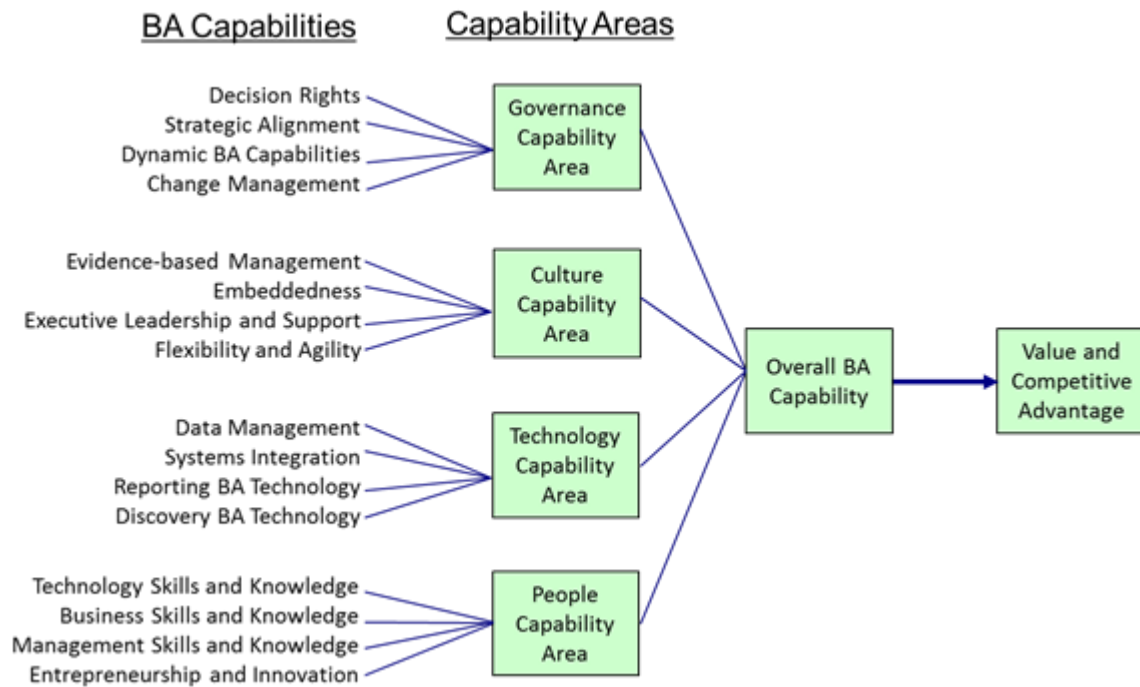 BA Capabilities
Capability Areas
Decision Rights
Strategic Alignment
Dynamic BA Capabilities
Change Management
Governance
Capability
Area
Evidence-based Management
Embeddedness
Executive Leadership and Support
Flexibility and Agility
Culture
Capability
Area
Data Management
Systems Integration
Reporting BA Technology
Discovery BA Technology
Technology
Capability
Area
Technology Skills and Knowledge
Business Skills and Knowledge
Management Skills and Knowledge
Entrepreneurship and Innovation
People
Capability
Area
Overall BA
Capability
Value and
Competitive
Advantage